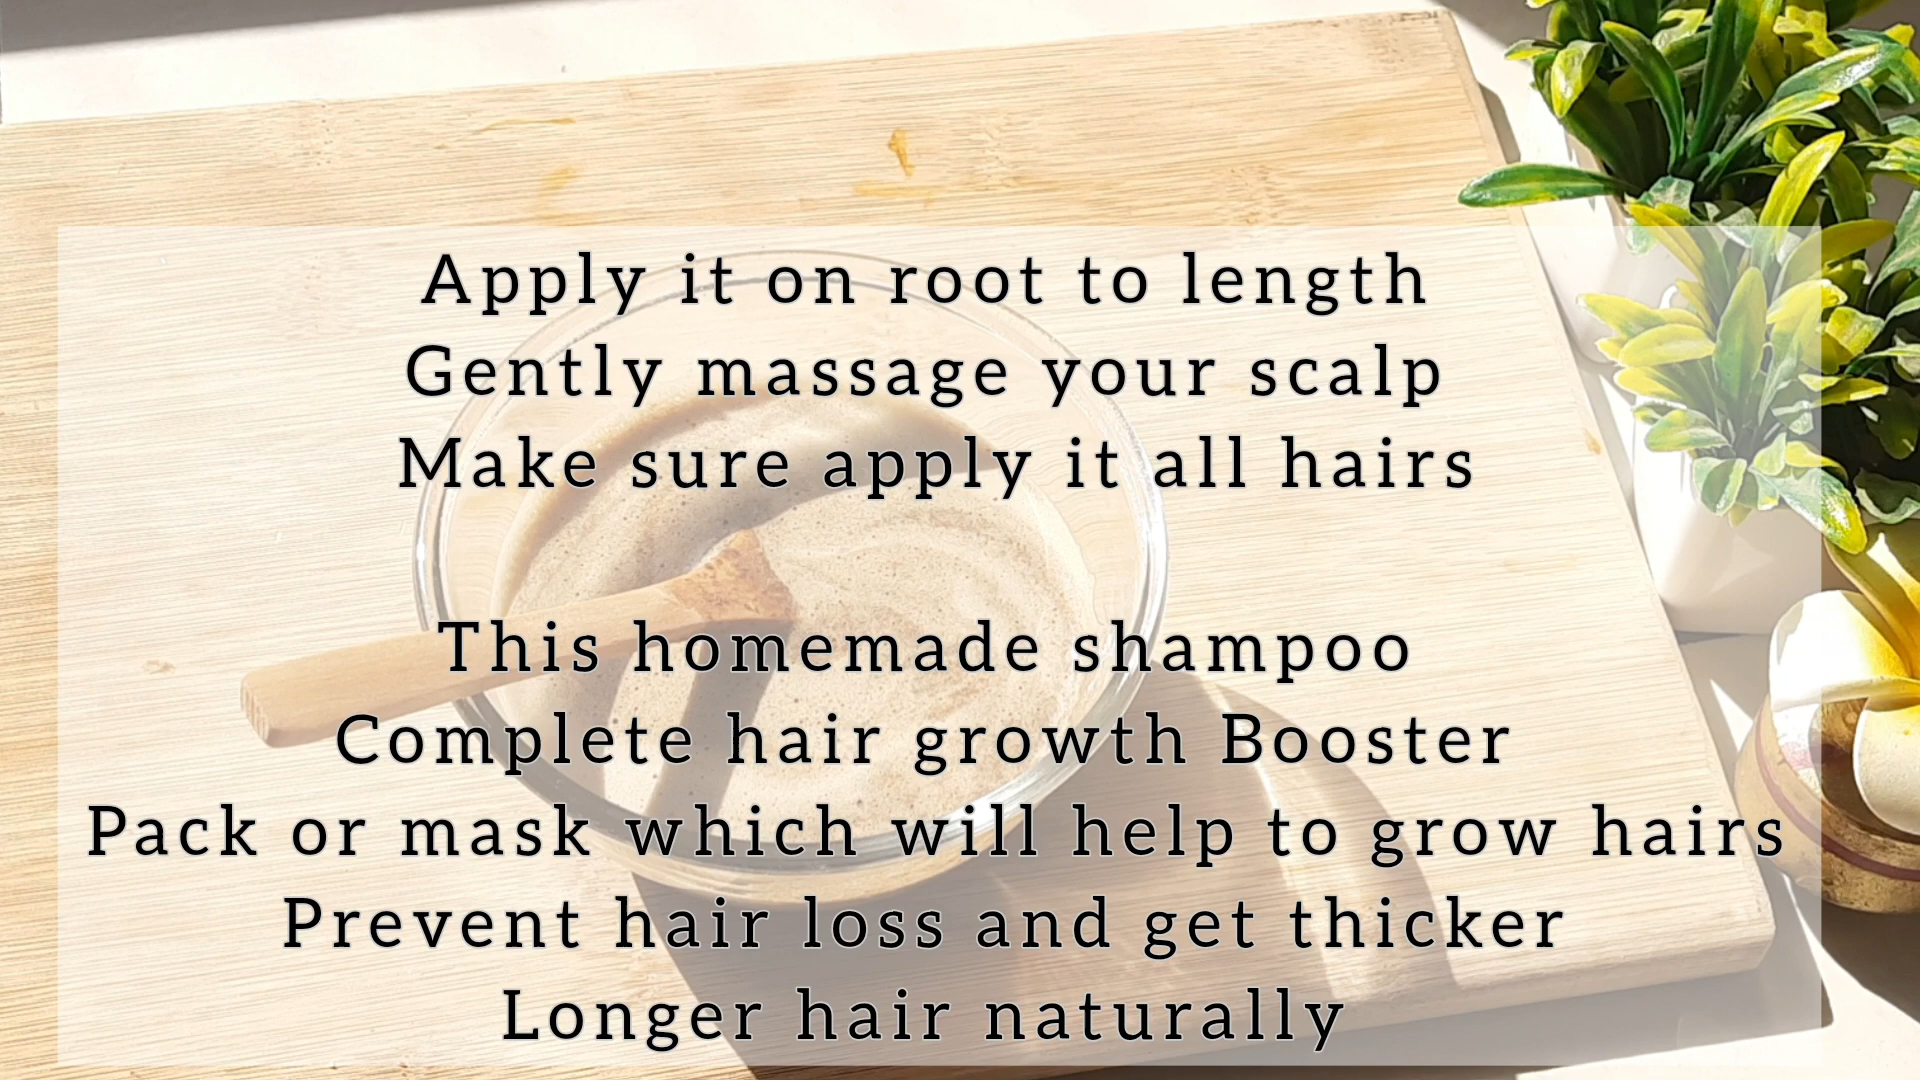 Apply it on root to length
Gently massage your scalp
Make sure apply it all hairs
This homemade shampoo
Complete hair growth Booster
Pack or mask which will help to grow hairs
Prevent hair loss and get thicker
Longer hair naturally